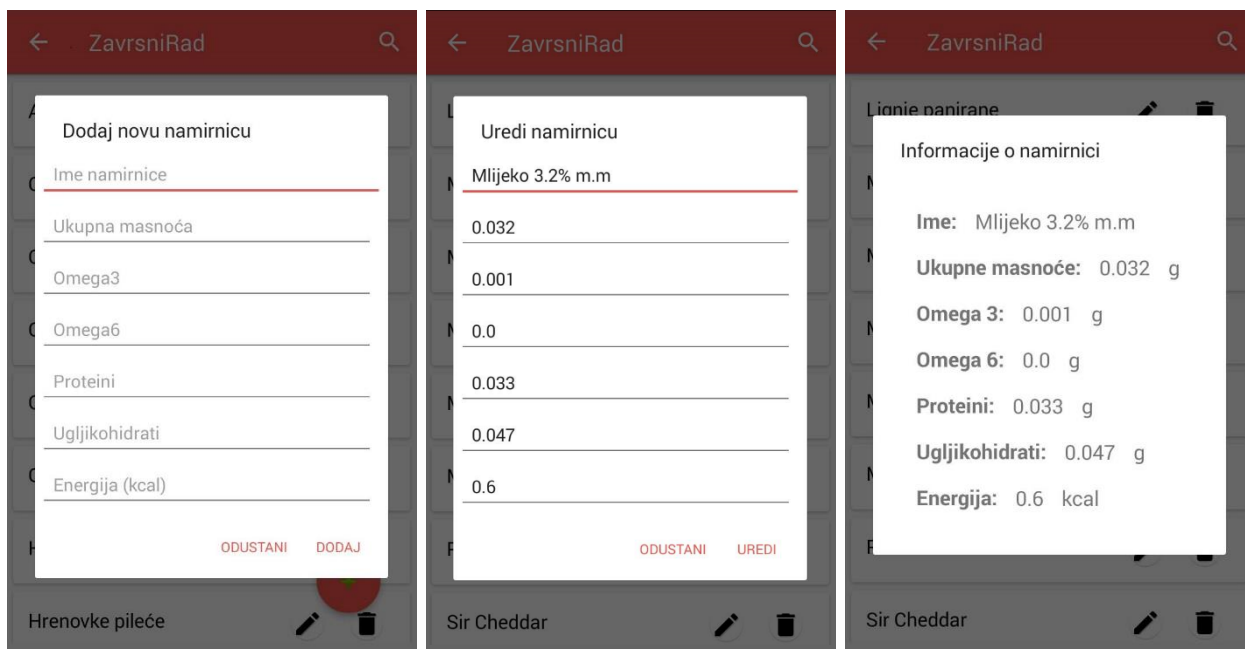 ZavrsniRad
Dodaj novu namirnicu
Ime namirnice
Ukupna masnoća
Omega3
Omega6
Proteini
Ugljikohidrati
Energija (kcal)
ODUSTANI DODAJ
Hrenovke pileće
ZavrsniRad
Uredi namirnicu
Mlijeko 3.2% m.m
0.032
0.001
0.0
0.033
0.047
0.6
ODUSTANI UREDI
Sir Cheddar
ZavrsniRad
Lignje panirane
Informacije o namirnici
Ime: Mlijeko 3.2% m.m
Ukupne masnoće: 0.032 g
Omega 3: 0.001 g
Omega 6: 0.0 g
Proteini: 0.033 g
Ugljikohidrati: 0.047 g
Energija: 0.6 kcal
Sir Cheddar